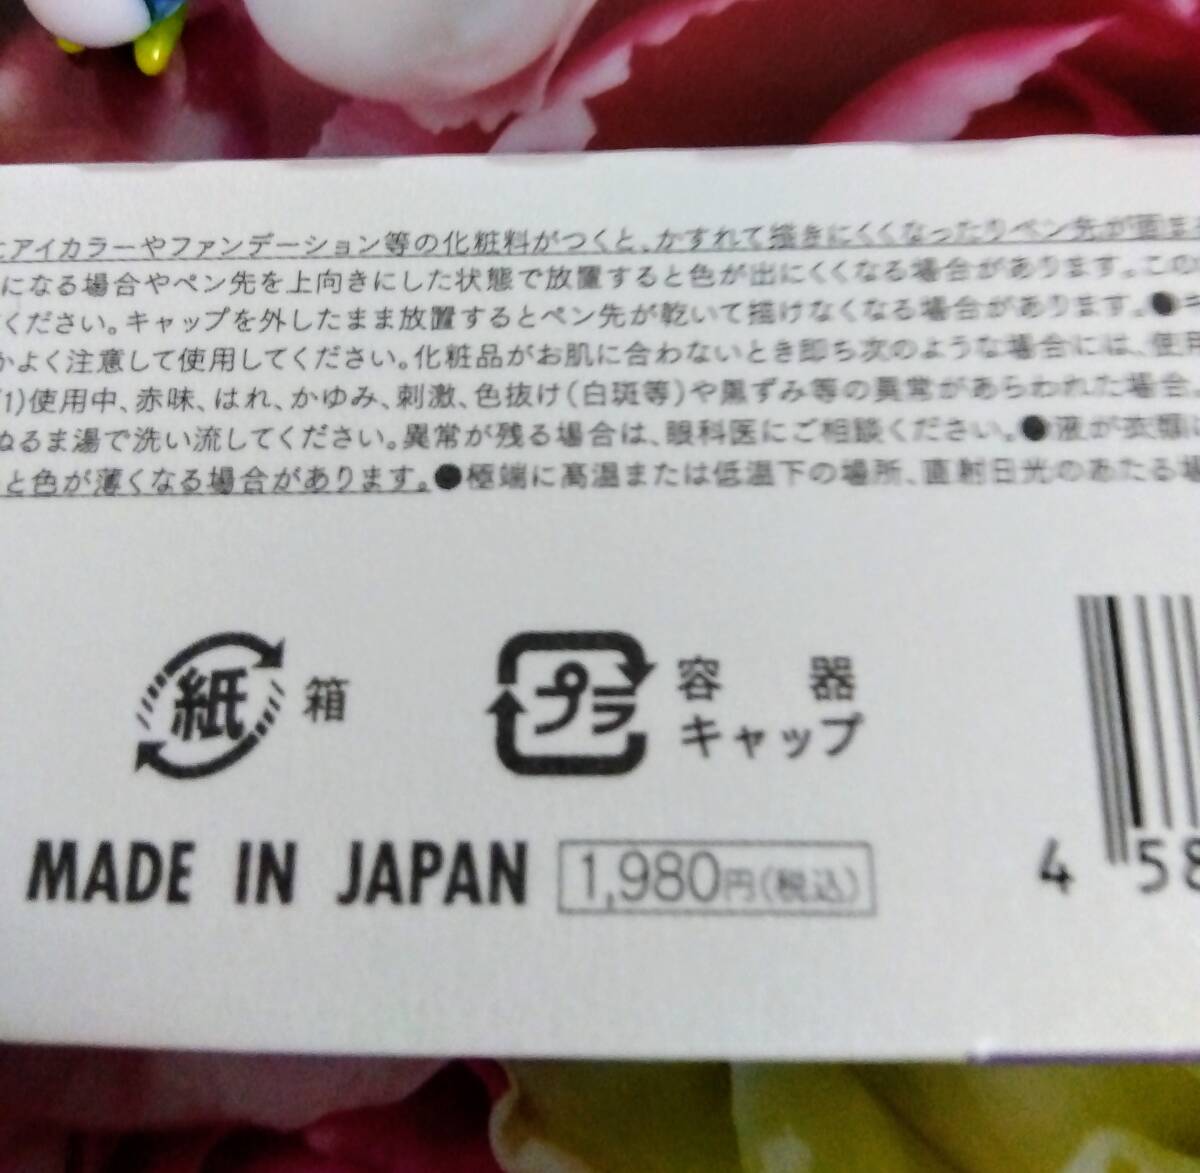 にアイカラーやファンデーション等の化粧料がつくと、かすれて描きにくくなったりペン先が固ま
になる場合やペン先を上向きにした状態で放置すると色が出にくくなる場合があります。この
ください。キャップを外したまま放置するとペン先が乾いて描けなくなる場合があります。●キ
かよく注意して使用してください。化粧品がお肌に合わないとき即ち次のような場合には、使用
(1)使用中、赤味、はれ、かゆみ、刺激、色抜け(白斑等)や黒ずみ等の異常があらわれた場合、
ぬるま湯で洗い流してください。異常が残る場合は、眼科医にご相談ください。●液が衣類に
と色が薄くなる場合があります。●極端に高温または低温下の場所、直射日光のあたる場
紙 箱
プラ 容器
キャップ
MADE IN JAPAN 1,980円(税込)
4 58